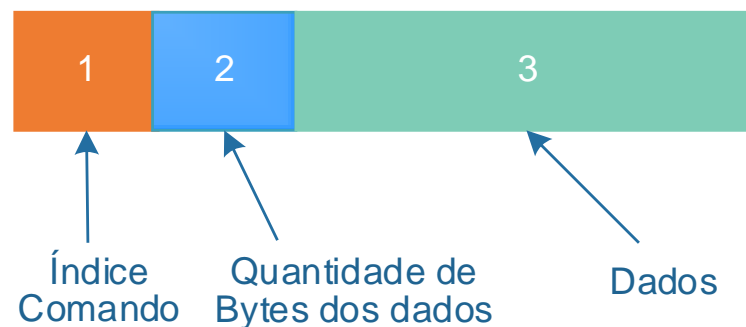 1 2 3
Índice
Comando
Quantidade de
Bytes dos dados
Dados